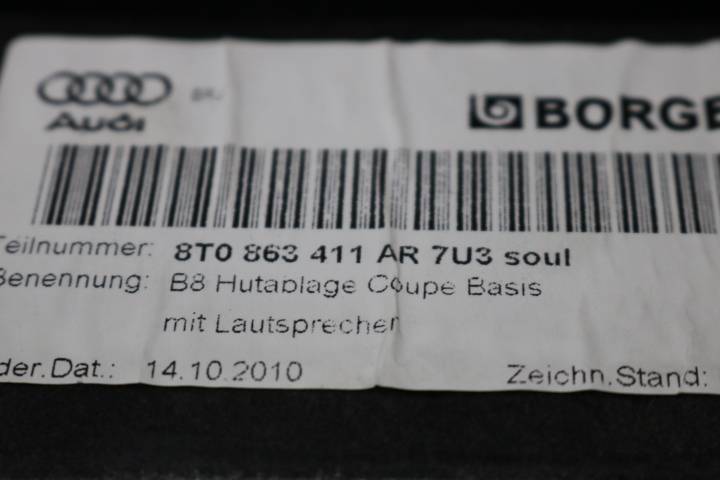 Audi
BORGE
Teilnummer: 8T0 863 411 AR 7U3 soul
Benennung: B8 Hutablage Coupe Basis
mit Lautsprecher
der.Dat.: 14.10.2010 Zeichn.Stand: